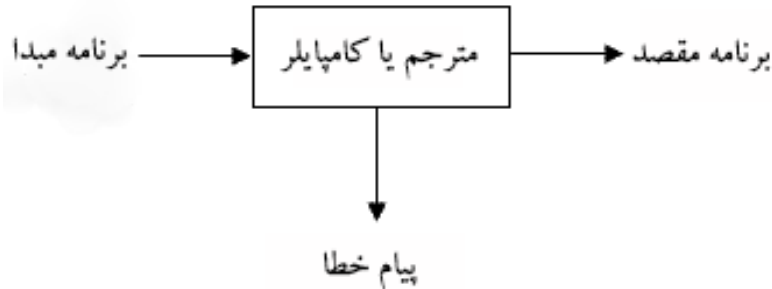 برنامه مبدا
مترجم یا کامپایلر
برنامه مقصد
پیام خطا